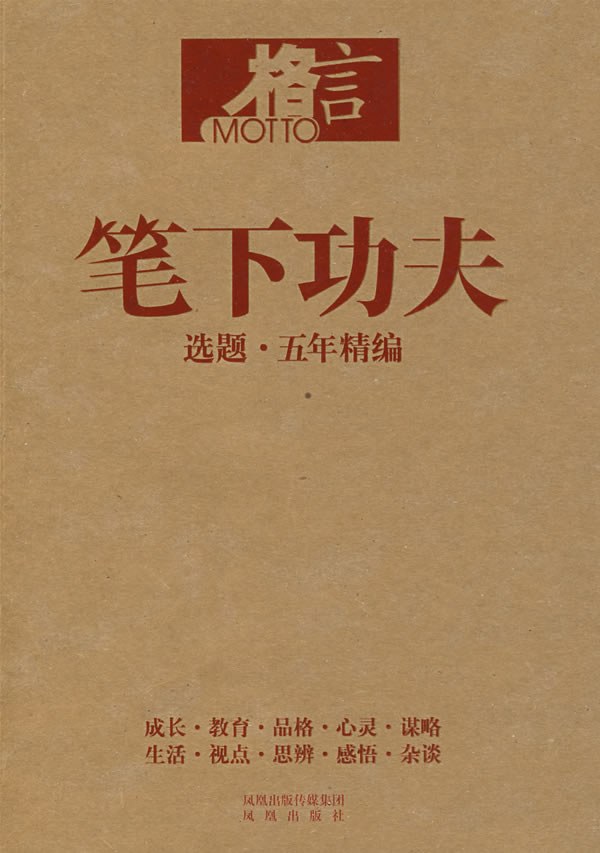 格言
MOTTO
笔下功夫
选题·五年精编
成长·教育·品格·心灵·谋略
生活·视点·思辨·感悟·杂谈
凤凰出版传媒集团
凤凰出版社